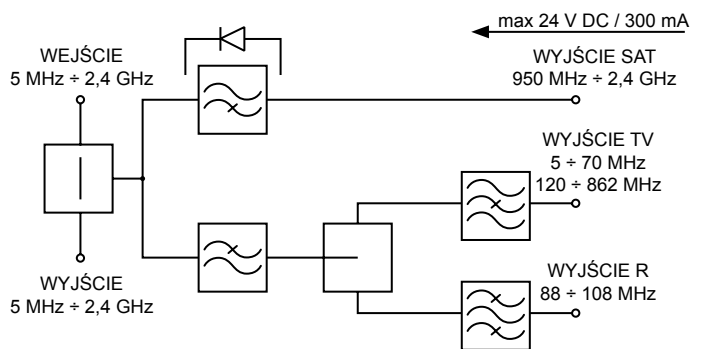 max 24 V DC / 300 mA
WEJŚCIE
5 MHz ÷ 2,4 GHz
WYJŚCIE SAT
950 MHz ÷ 2,4 GHz
WYJŚCIE TV
5 ÷ 70 MHz
120 ÷ 862 MHz
WYJŚCIE
5 MHz ÷ 2,4 GHz
WYJŚCIE R
88 ÷ 108 MHz